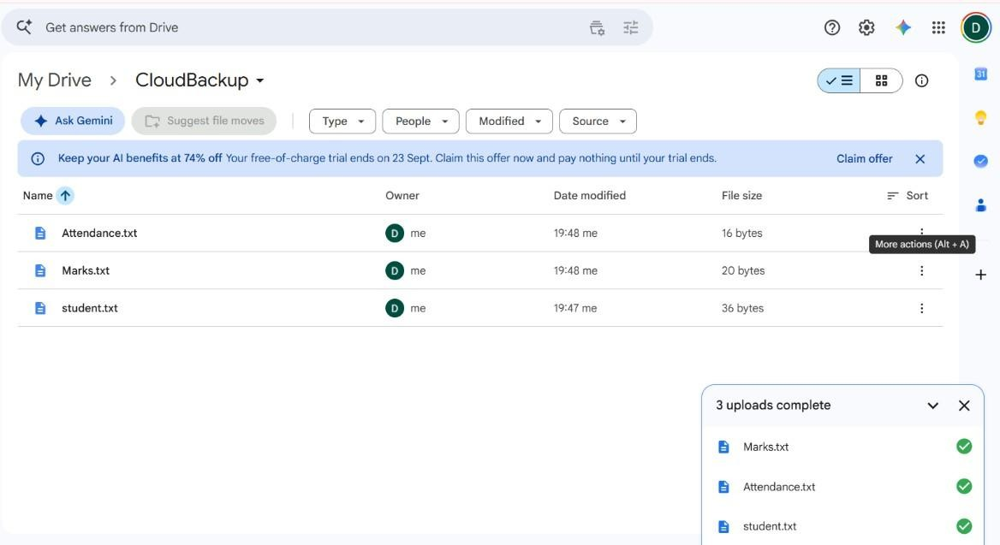 Get answers from Drive
D
My Drive > CloudBackup
Ask Gemini Suggest file moves Type People Modified Source
Keep your AI benefits at 74% off Your free-of-charge trial ends on 23 Sept. Claim this offer now and pay nothing until your trial ends. Claim offer
Name Owner Date modified File size Sort
Attendance.txt D me 19:48 me 16 bytes
More actions (Alt + A)
Marks.txt D me 19:48 me 20 bytes
student.txt D me 19:47 me 36 bytes
31
3 uploads complete
Marks.txt
Attendance.txt
student.txt